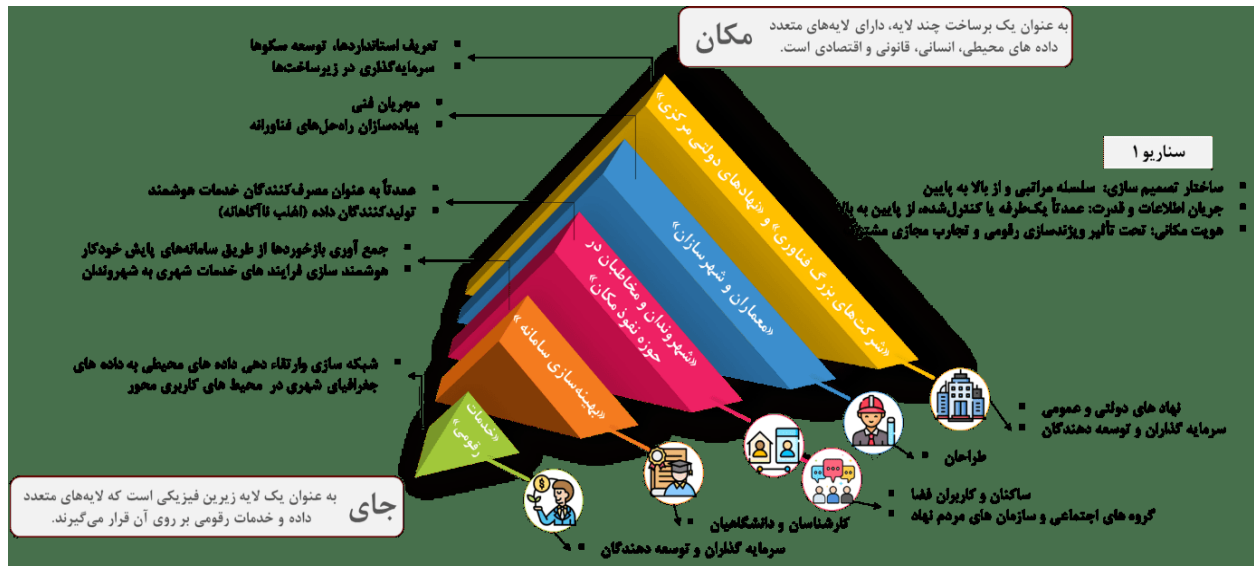 مکان
به عنوان یک برساخت چند لایه، دارای لایه‌های متعدد
داده های محیطی، انسانی، قانونی و اقتصادی است.
تعریف استانداردها، توسعه سکوها
سرمایه‌گذاری در زیرساخت‌ها
مجریان فنی
پیاده‌سازان راه‌حل‌های فناورانه
عمدتاً به عنوان مصرف‌کنندگان خدمات هوشمند
تولیدکنندگان داده (اغلب ناآگاهانه)
جمع آوری بازخوردها از طریق سامانه‌های پایش خودکار
هوشمند سازی فرایند های خدمات شهری به شهروندان
شبکه سازی وارتقاء دهی داده های محیطی به داده های
جغرافیای شهری در محیط های کاربری محور
سناریو ۱
ساختار تصمیم سازی: سلسله مراتبی و از بالا به پایین
جریان اطلاعات و قدرت: عمدتاً یک‌طرفه یا کنترل‌شده، از پایین به بالا
هویت مکانی: تحت تأثیر ویژندسازی رقومی و تجارب مجازی
«شرکت‌های بزرگ فناوری» و «نهادهای دولتی مرکزی»
«معماران و شهرسازان»
«شهروندان و مخاطبان در
حوزه نفوذ مکان»
«بهینه‌سازی سامانه»
«خدمات
رقومی»
نهاد های دولتی و عمومی
سرمایه گذاران و توسعه دهندگان
طراحان
ساکنان و کاربران فضا
گروه های اجتماعی و سازمان های مردم نهاد
کارشناسان و دانشگاهیان
سرمایه گذاران و توسعه دهندگان
جای
به عنوان یک لایه زیرین فیزیکی است که لایه‌های متعدد
داده و خدمات رقومی بر روی آن قرار می‌گیرند.